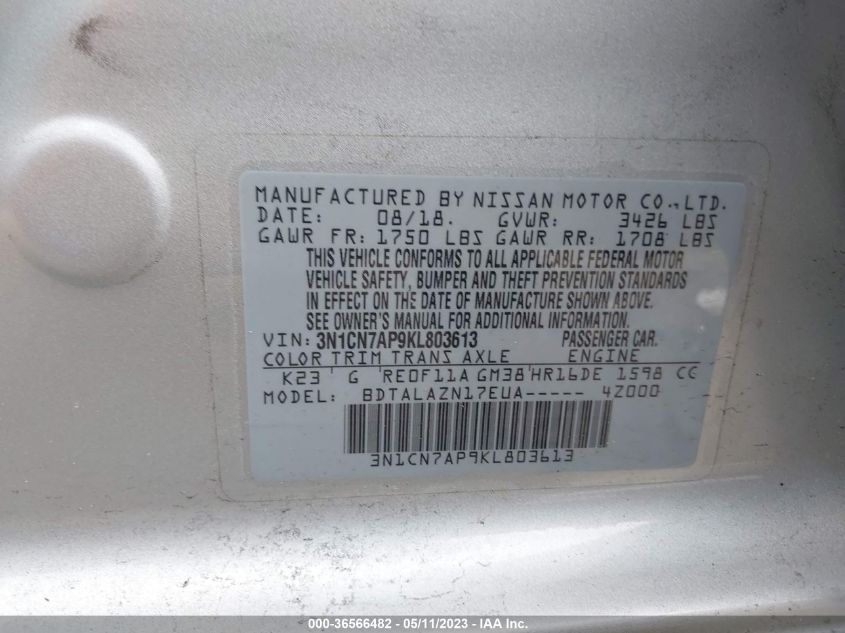 MANUFACTURED BY NISSAN MOTOR CO., LTD.
DATE: 08/18. GVWR: 3426 LBS
GAWR FR: 1750 LBS GAWR RR: 1708 LBS
THIS VEHICLE CONFORMS TO ALL APPLICABLE FEDERAL MOTOR
VEHICLE SAFETY, BUMPER AND THEFT PREVENTION STANDARDS
IN EFFECT ON THE DATE OF MANUFACTURE SHOWN ABOVE.
SEE OWNER'S MANUAL FOR ADDITIONAL INFORMATION.
VIN: 3N1CN7AP9KL803613 PASSENGER CAR.
COLOR TRIM TRANS AXLE ENGINE
K23 G RE0F11A GM38 HR16DE 1598 CC
MODEL: BDTALAZN17EUA----- 4Z000
3N1CN7AP9KL803613
000-36566482 - 05/11/2023 - IAA Inc.